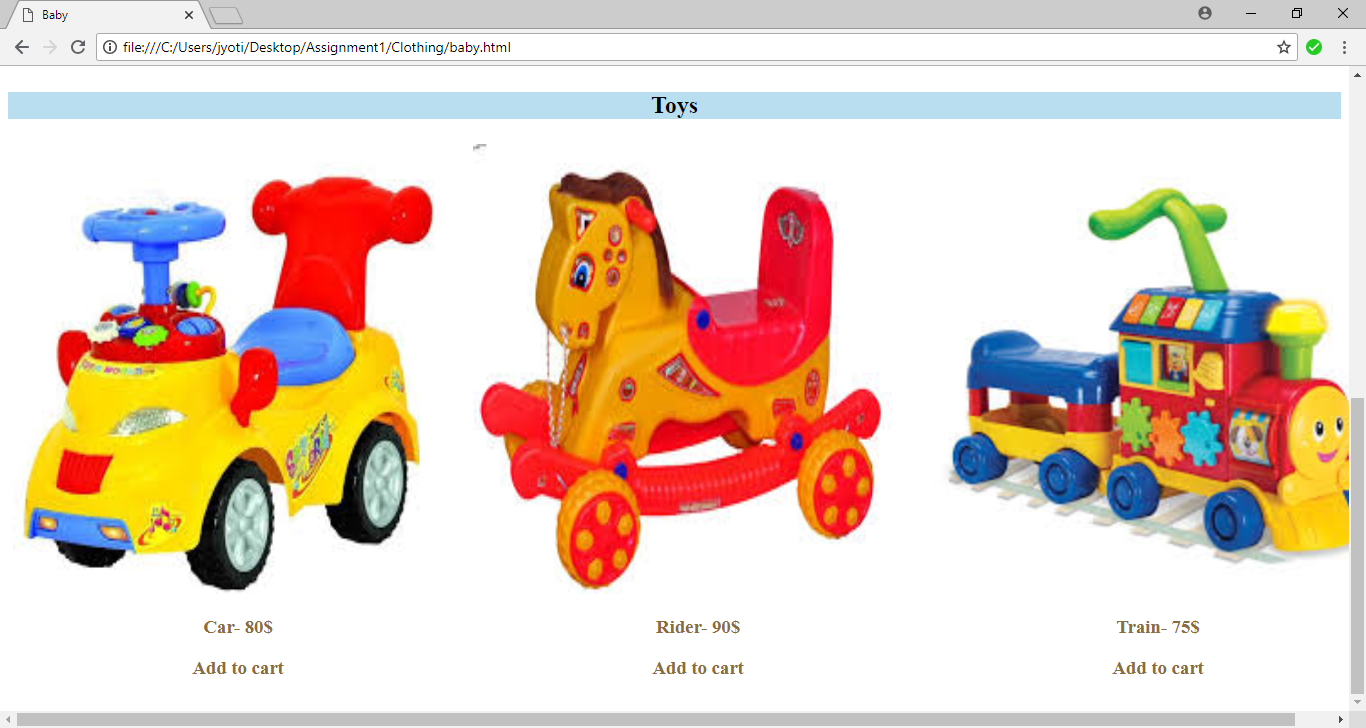 Baby
file:///C:/Users/jyoti/Desktop/Assignment1/Clothing/baby.html
Toys
Car- 80$ Rider- 90$ Train- 75$
Add to cart Add to cart Add to cart